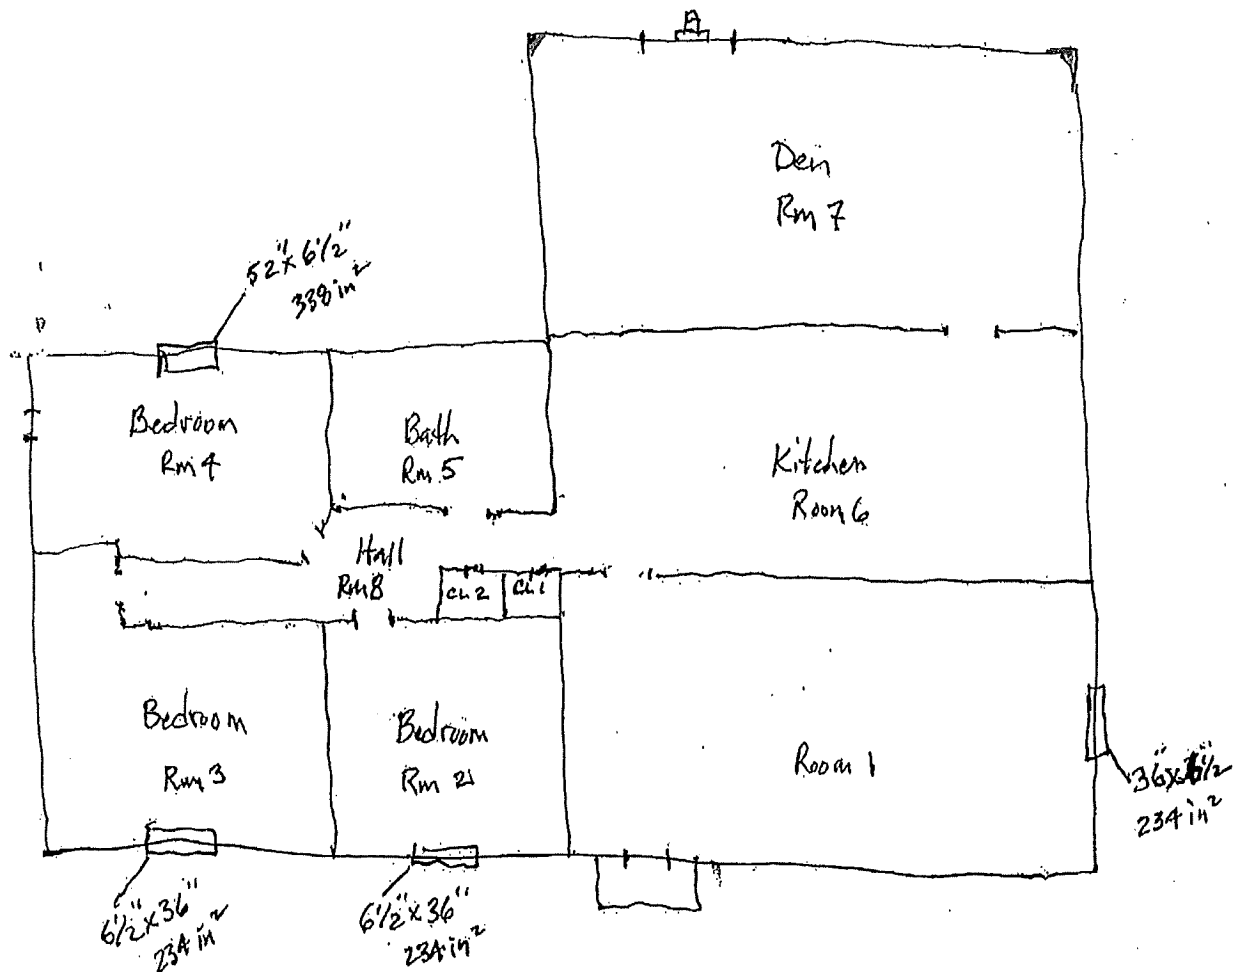 Den
Rm 7
52" x 6 1/2"
338 in²
Bedroom
Rm 4
Bath
Rm 5
Kitchen
Room 6
Hall
Rm 8
CL 2
CL 1
Bedroom
Rm 3
Bedroom
Rm 2
Room 1
36" x 6 1/2
234 in²
6 1/2" x 36"
234 in²
6 1/2" x 36"
234 in²